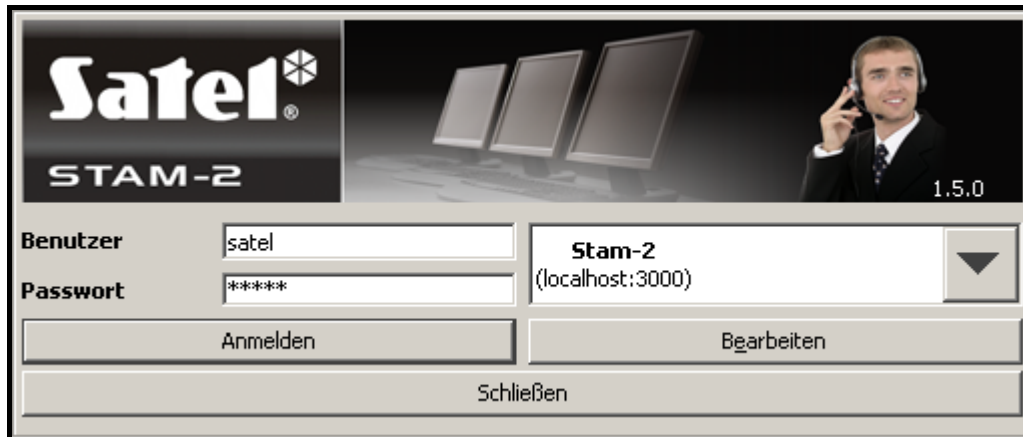 Satel®
STAM-2
1.5.0
Benutzer
satel
Passwort
*****
Stam-2
(localhost:3000)
Anmelden
Bearbeiten
Schließen